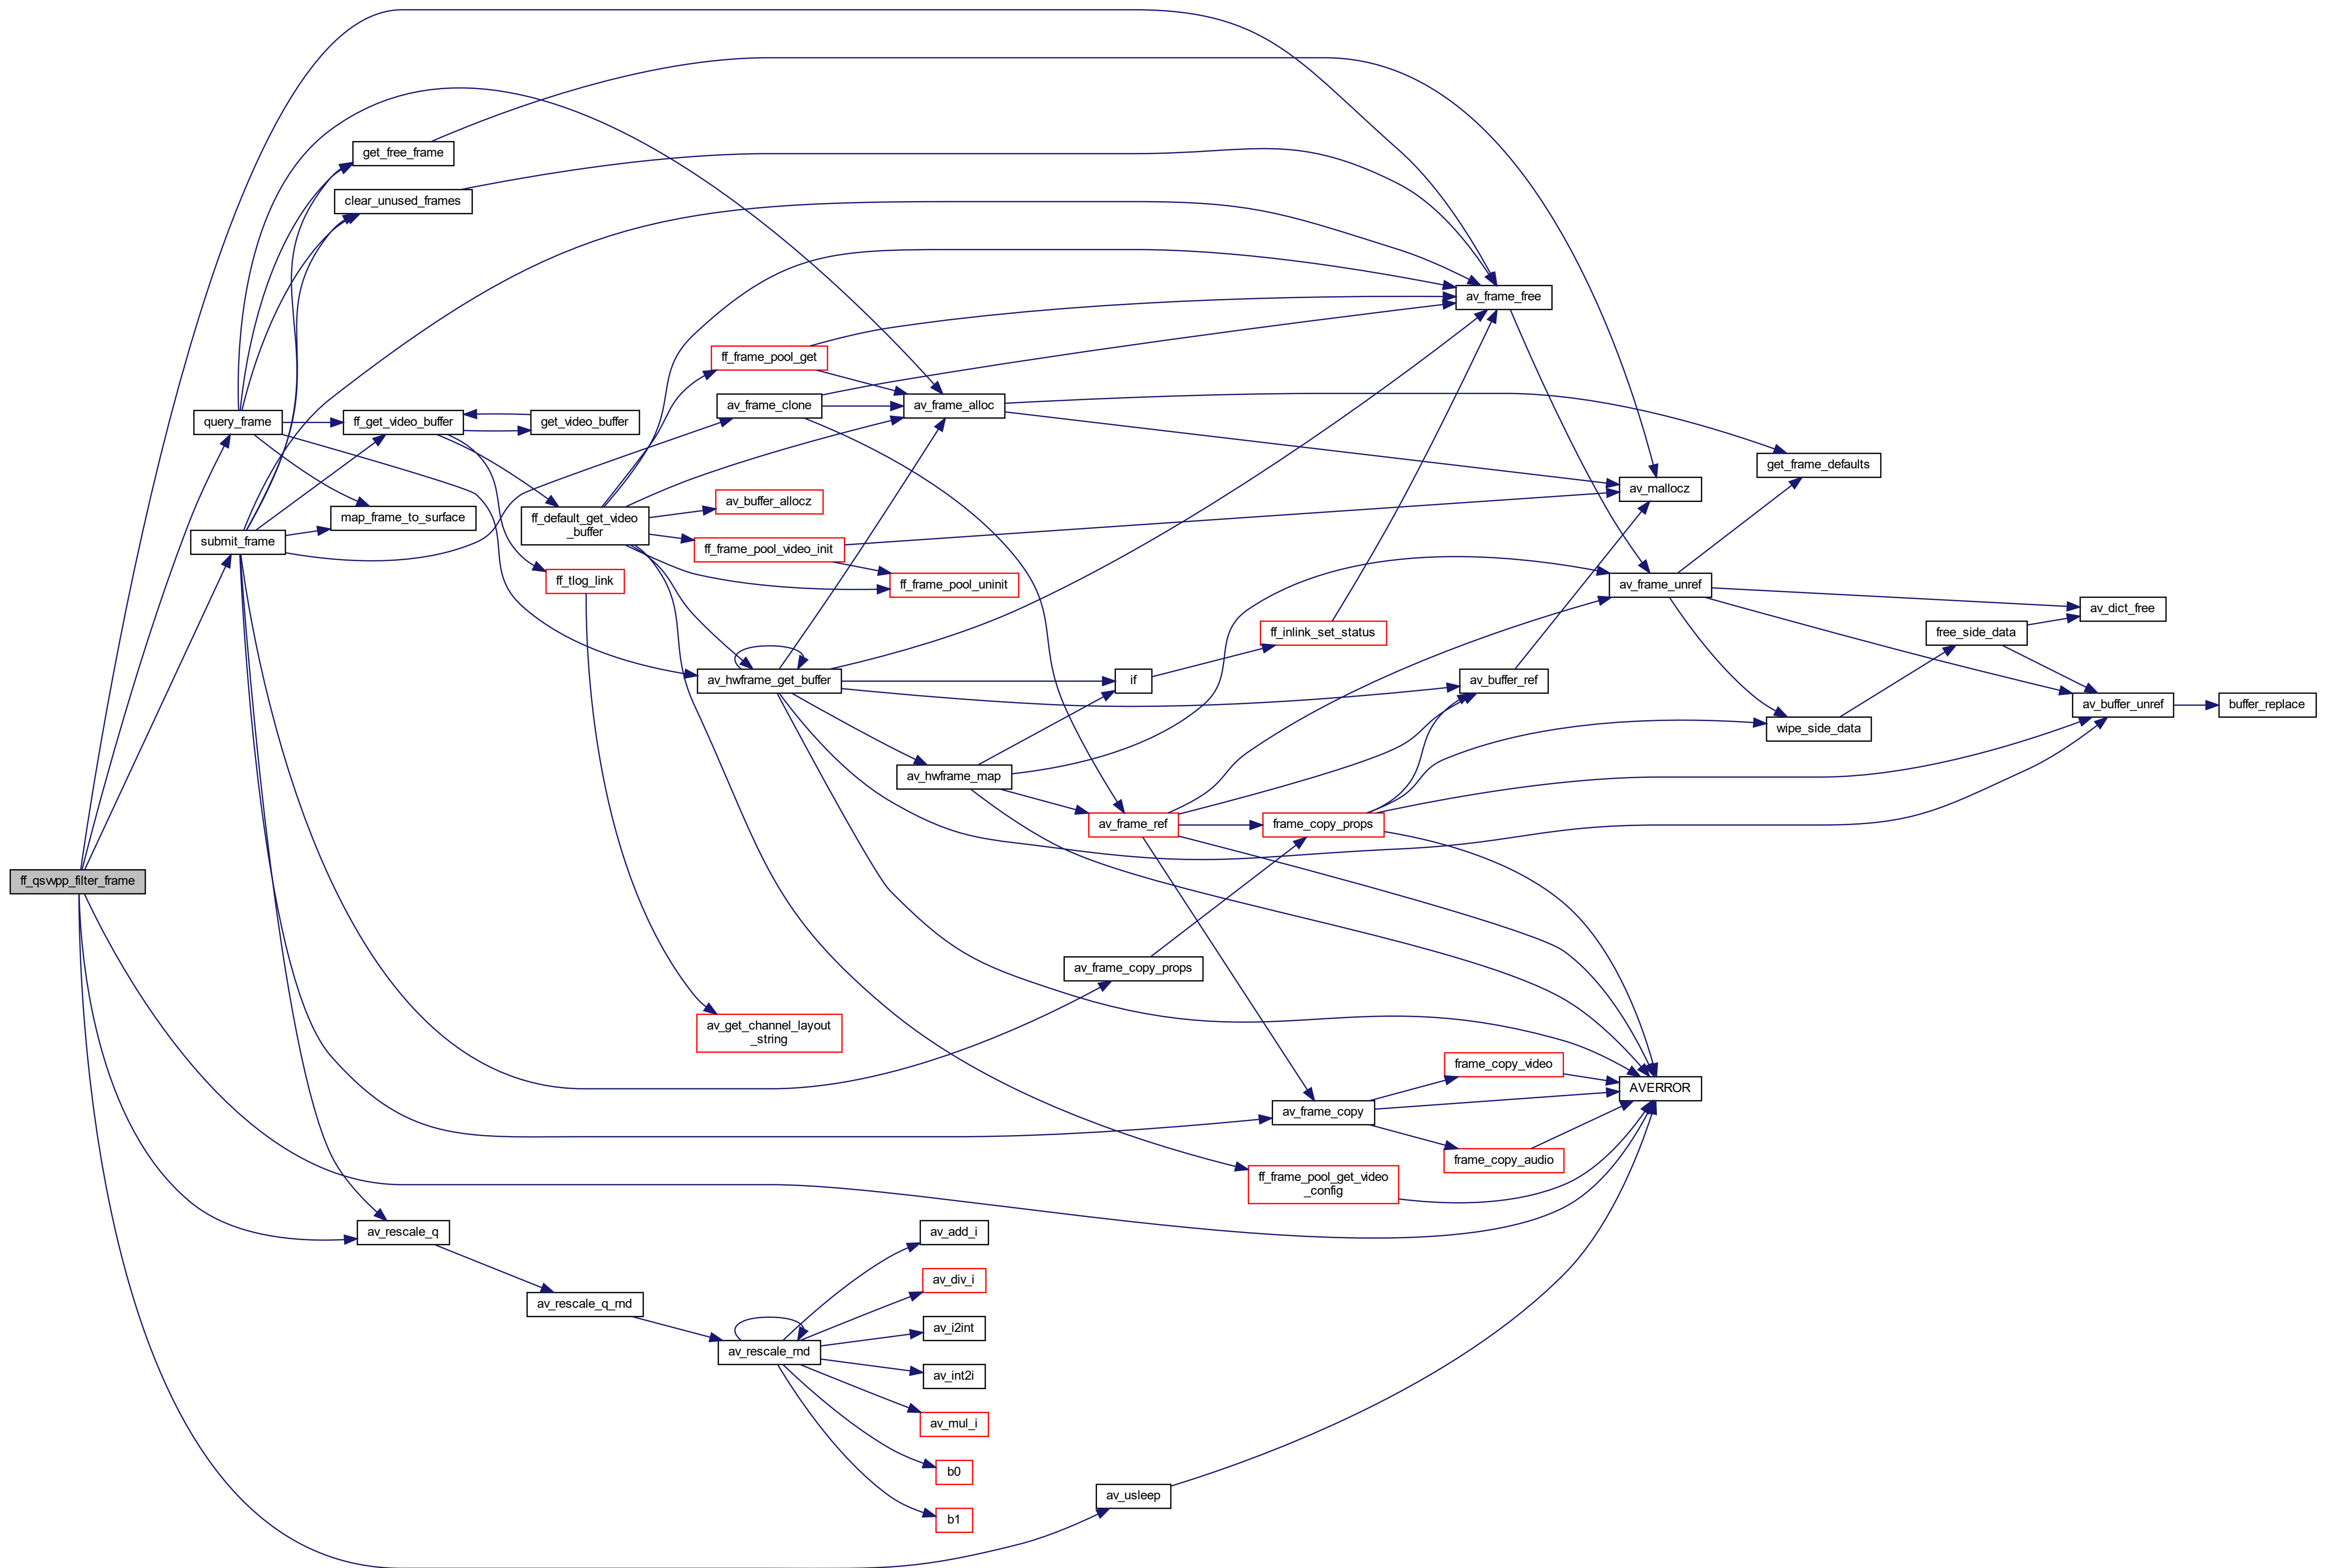 get_free_frame
clear_unused_frames
av_frame_free
ff_frame_pool_get
av_frame_clone
av_frame_alloc
query_frame
ff_get_video_buffer
get_video_buffer
get_frame_defaults
av_mallocz
av_buffer_allocz
map_frame_to_surface
ff_default_get_video
_buffer
submit_frame
ff_frame_pool_video_init
ff_tlog_link
ff_frame_pool_uninit
av_frame_unref
av_dict_free
ff_inlink_set_status
free_side_data
av_hwframe_get_buffer
if
av_buffer_ref
av_buffer_unref
buffer_replace
wipe_side_data
av_hwframe_map
av_frame_ref
frame_copy_props
ff_qsvvpp_filter_frame
av_frame_copy_props
av_get_channel_layout
_string
frame_copy_video
AVERROR
av_frame_copy
frame_copy_audio
ff_frame_pool_get_video
_config
av_rescale_q
av_add_i
av_div_i
av_rescale_q_rnd
av_i2int
av_rescale_rnd
av_int2i
av_mul_i
b0
av_usleep
b1